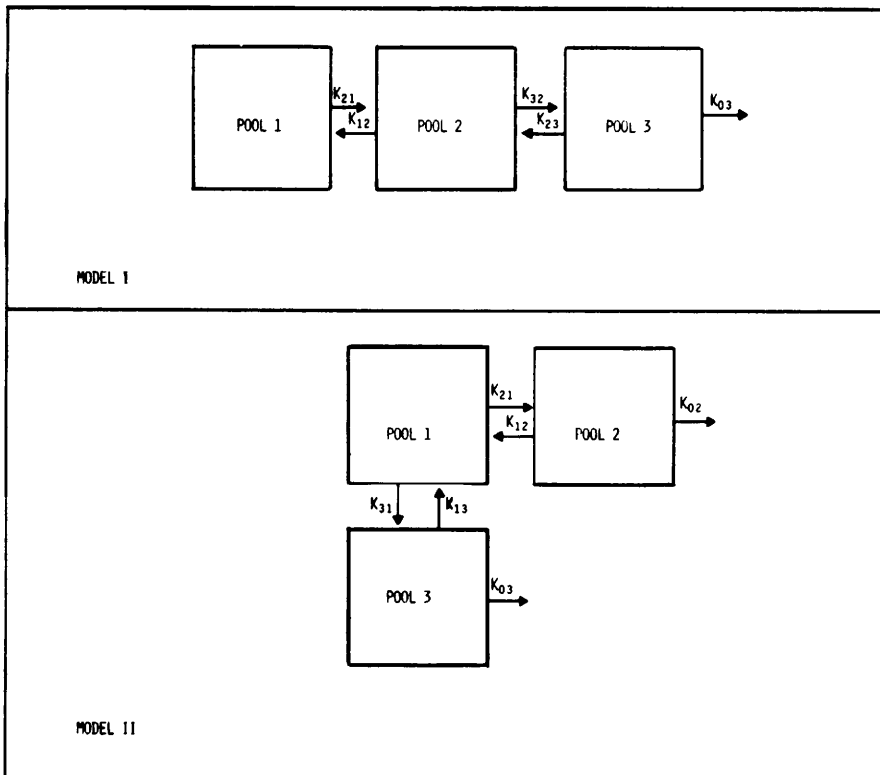 K21
K32
K03
POOL 1
K12
POOL 2
K23
POOL 3
MODEL I
K21
K02
POOL 1
K12
POOL 2
K31
K13
POOL 3
K03
MODEL II